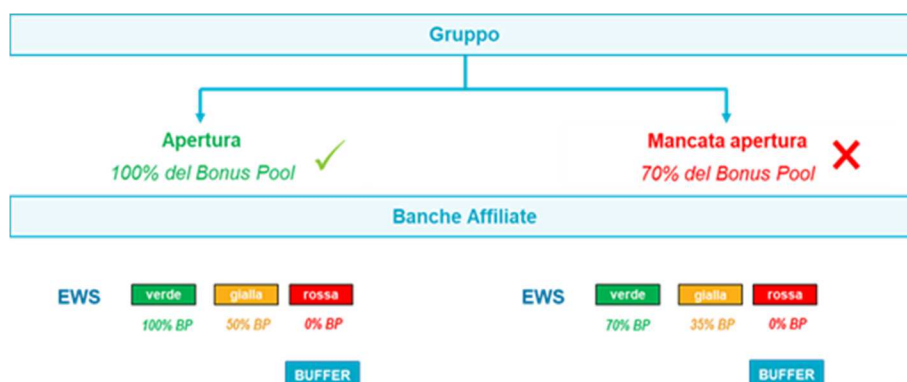 Gruppo
Apertura
100% del Bonus Pool
Mancata apertura
70% del Bonus Pool
Banche Affiliate
EWS verde gialla rossa
100% BP 50% BP 0% BP
BUFFER
EWS verde gialla rossa
70% BP 35% BP 0% BP
BUFFER